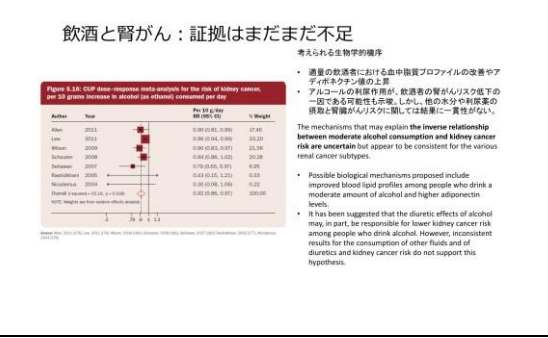 飲酒と腎がん：証拠はまだまだ不足
考えられる生物学的機序
• 適量の飲酒者における血中脂質プロファイルの改善やア
ディポネクチン値の上昇
• アルコールの利尿作用が、飲酒者の腎がんリスク低下の
一因である可能性も示唆。しかし、他の水分や利尿薬の
摂取と腎臓がんリスクに関しては結果に一貫性がない。
The mechanisms that may explain the inverse relationship
between moderate alcohol consumption and kidney cancer
risk are uncertain but appear to be consistent for the various
renal cancer subtypes.
• Possible biological mechanisms proposed include
improved blood lipid profiles among people who drink a
moderate amount of alcohol and higher adiponectin
levels.
• It has been suggested that the diuretic effects of alcohol
may, in part, be responsible for lower kidney cancer risk
among people who drink alcohol. However, inconsistent
results for the consumption of other fluids and of
diuretics and kidney cancer risk do not support this
hypothesis.
Figure 5.16: CUP dose–response meta-analysis for the risk of kidney cancer,
per 10 grams increase in alcohol (as ethanol) consumed per day
Per 10 g/day
Author Year RR (95% CI) % Weight
Allen 2011
Lew 2011
Wilson 2009
Schouten 2008
Setiawan 2007
Rashidkhani 2005
Nicodemus 2004
Overall
100.00
NOTE: Weights are from random effects analysis